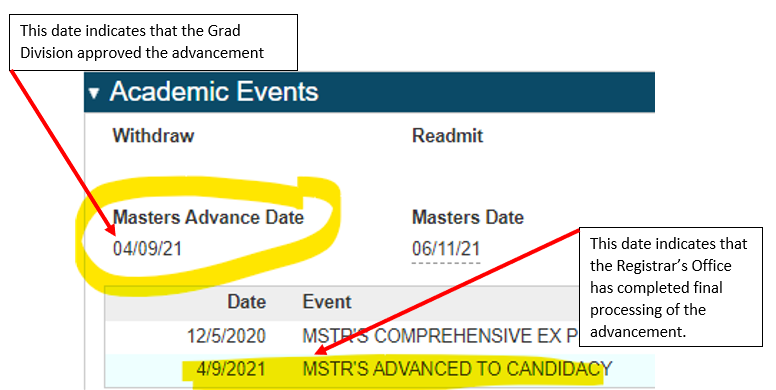 This date indicates that the Grad
Division approved the advancement
Academic Events
Withdraw Readmit
Masters Advance Date Masters Date
04/09/21 06/11/21
This date indicates that
the Registrar’s Office
has completed final
processing of the
advancement.
Date Event
12/5/2020 MSTR'S COMPREHENSIVE EX P
4/9/2021 MSTR'S ADVANCED TO CANDIDACY